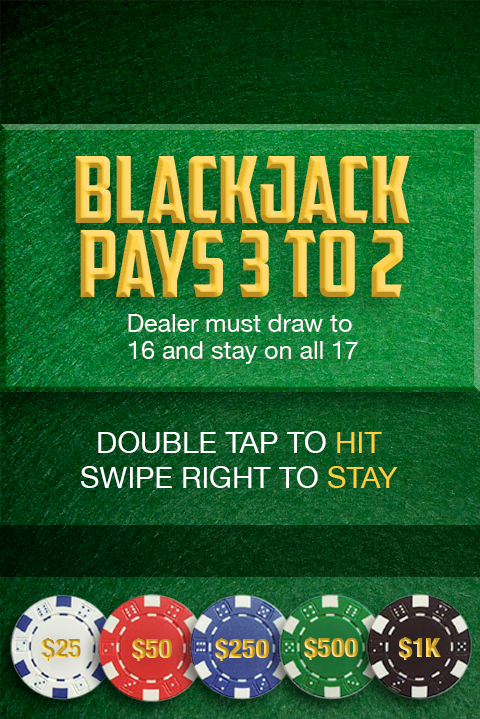 BLACKJACK
PAYS 3 TO 2
Dealer must draw to
16 and stay on all 17
DOUBLE TAP TO HIT
SWIPE RIGHT TO STAY
$25 $50 $250 $500 $1K